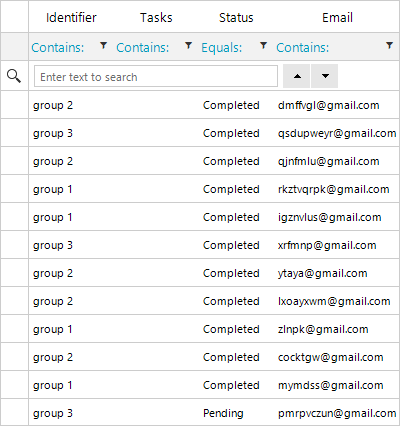 Identifier Tasks Status Email
Contains: Contains: Equals: Contains:
Enter text to search
group 2 Completed dmffvgl@gmail.com
group 3 Completed qsdupweyr@gmail.com
group 2 Completed qjnfmlu@gmail.com
group 1 Completed rkztvqrpk@gmail.com
group 1 Completed igznvlus@gmail.com
group 3 Completed xrfmnp@gmail.com
group 2 Completed ytaya@gmail.com
group 2 Completed lxoayxwm@gmail.com
group 1 Completed zlnpk@gmail.com
group 2 Completed cocktgw@gmail.com
group 1 Completed mymdss@gmail.com
group 3 Pending pmrpvczun@gmail.com